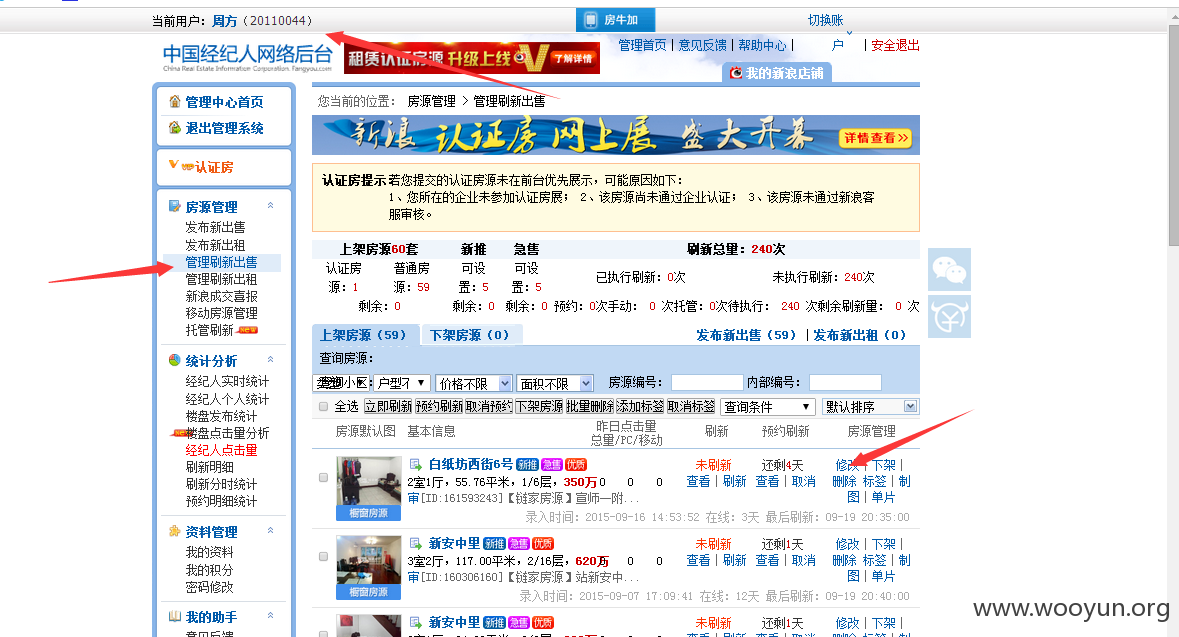 当前用户：周方（20110044）
房牛加
切换账户
中国经纪人网络后台
China Real Estate Information Corporation. Fangyou.com
租赁认证房源 升级上线 V 了解详情
管理首页 | 意见反馈 | 帮助中心 | 安全退出
我的新浪店铺
管理中心首页
退出管理系统
VIP认证房
房源管理
发布新出售
发布新出租
管理刷新出售
管理刷新出租
新浪成交喜报
移动房源管理
托管刷新 NEW
统计分析
经纪人实时统计
经纪人个人统计
楼盘发布统计
NEW 楼盘点击量分析
经纪人点击量
刷新明细
刷新分时统计
预约明细统计
资料管理
我的资料
我的积分
密码修改
我的助手
意见反馈
您当前的位置： 房源管理 > 管理刷新出售
新浪 认证房 网上展 盛大开幕 详情查看>>
认证房提示:若您提交的认证房源未在前台优先展示，可能原因如下：
1、您所在的企业未参加认证房展； 2、该房源尚未通过企业认证； 3、该房源未通过新浪客
服审核。
上架房源60套 新推 急售 刷新总量：240次
认证房源：1 普通房源：59 可设置：5 可设置：5 已执行刷新：0次 未执行刷新：240次
剩余：0 剩余：0 剩余：0 预约：0次 手动： 0 次 托管：0次 待执行： 240 次 剩余刷新量： 0 次
上架房源（59） 下架房源（0） 发布新出售（59） | 发布新出租（0）
查询房源：
户型不 价格不限 面积不限 房源编号： 内部编号：
全选 立即刷新 预约刷新 取消预约 下架房源 批量删除 添加标签 取消标签 查询条件 默认排序
房源默认图 基本信息 昨日点击量 总量/PC/移动 刷新 预约刷新 房源管理
白纸坊西街6号 新推 急售 优质 未刷新 还剩4天 修改 | 下架 |
2室1厅，55.76平米，1/6层，350万 0 0 0 查看 | 刷新 查看 | 取消 删除 标签 | 制
审[ID:161593243]【链家房源】宣师一附... 图 | 单片
橱窗房源
录入时间：2015-09-16 14:53:52 在线：3天 最后刷新：09-19 20:35:00
新安中里 新推 急售 优质 未刷新 还剩1天 修改 | 下架 |
3室2厅，117.00平米，2/16层，620万 0 0 查看 | 刷新 查看 | 取消 删除 标签 | 制
审[ID:160306160]【链家房源】站新安中... 图 | 单片
橱窗房源
录入时间：2015-09-07 17:09:41 在线：12天 最后刷新：09-19 20:40:00
新安中里 新推 急售 优质 未刷新 还剩1天 修改 | 下架 |
www.wooyun.org